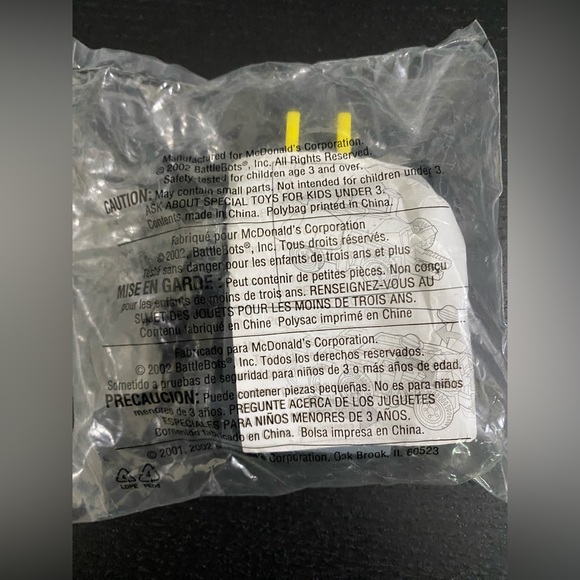 Manufactured for McDonald's Corporation.
© 2002 BattleBots®, Inc. All Rights Reserved.
Safety tested for children age 3 and over.
CAUTION: May contain small parts. Not intended for children under 3.
ASK ABOUT SPECIAL TOYS FOR KIDS UNDER 3.
Contents made in China. Polybag printed in China.
Fabriqué pour McDonald's Corporation
© 2002, BattleBots®, Inc. Tous droits réservés.
Testé sans danger pour les enfants de trois ans et plus
MISE EN GARDE : Peut contenir de petites pièces. Non conçu
pour les enfants de moins de trois ans. RENSEIGNEZ-VOUS AU
SUJET DES JOUETS POUR LES MOINS DE TROIS ANS.
Contenu fabriqué en Chine Polysac imprimé en Chine
Fabricado para McDonald's Corporation.
© 2002 BattleBots®, Inc. Todos los derechos reservados.
Sometido a pruebas de seguridad para niños de 3 o más años de edad.
PRECAUCION: Puede contener piezas pequeñas. No es para niños
menores de 3 años. PREGUNTE ACERCA DE LOS JUGUETES
ESPECIALES PARA NIÑOS MENORES DE 3 AÑOS.
Contenido fabricado en China. Bolsa impresa en China.
© 2001, 2002 Corporation, Oak Brook, IL 60523
LDPE